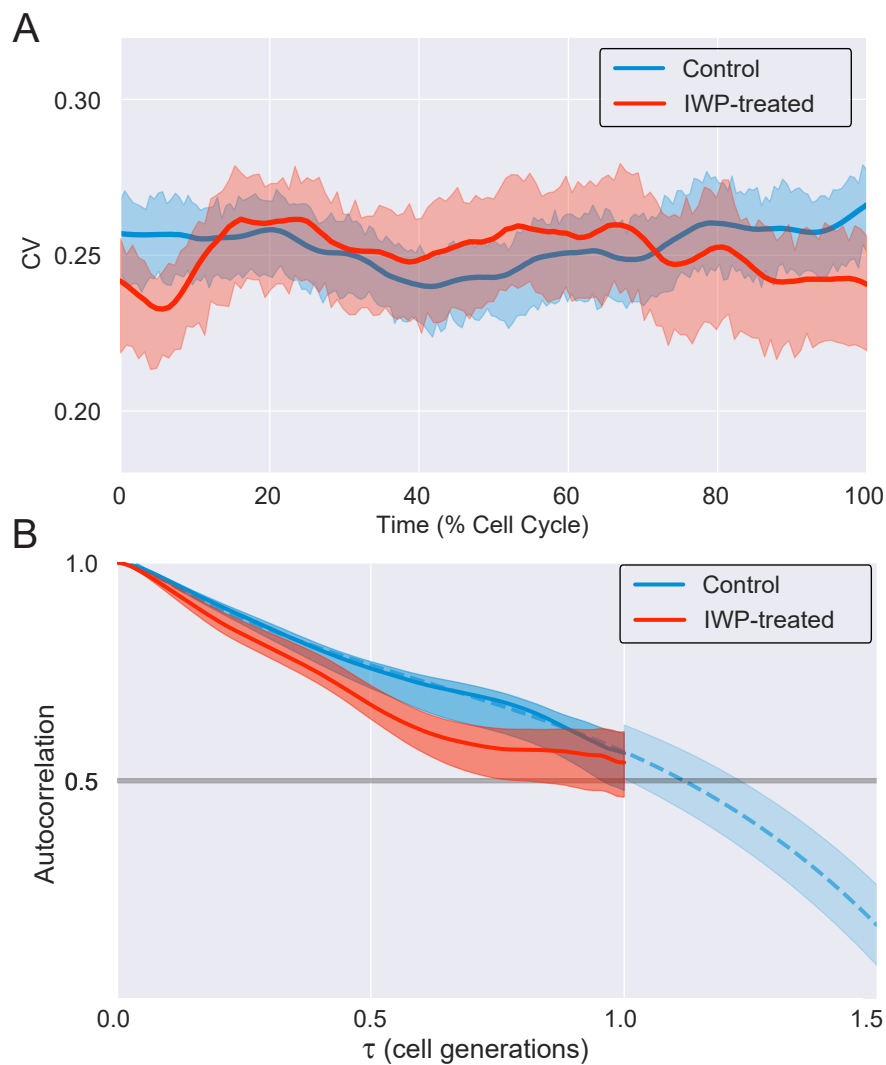 A
Control
IWP-treated
0.30
0.25
0.20
CV
0
20
40
60
80
100
Time (% Cell Cycle)
B
Control
IWP-treated
1.0
0.5
Autocorrelation
0.0
0.5
1.0
1.5
τ (cell generations)